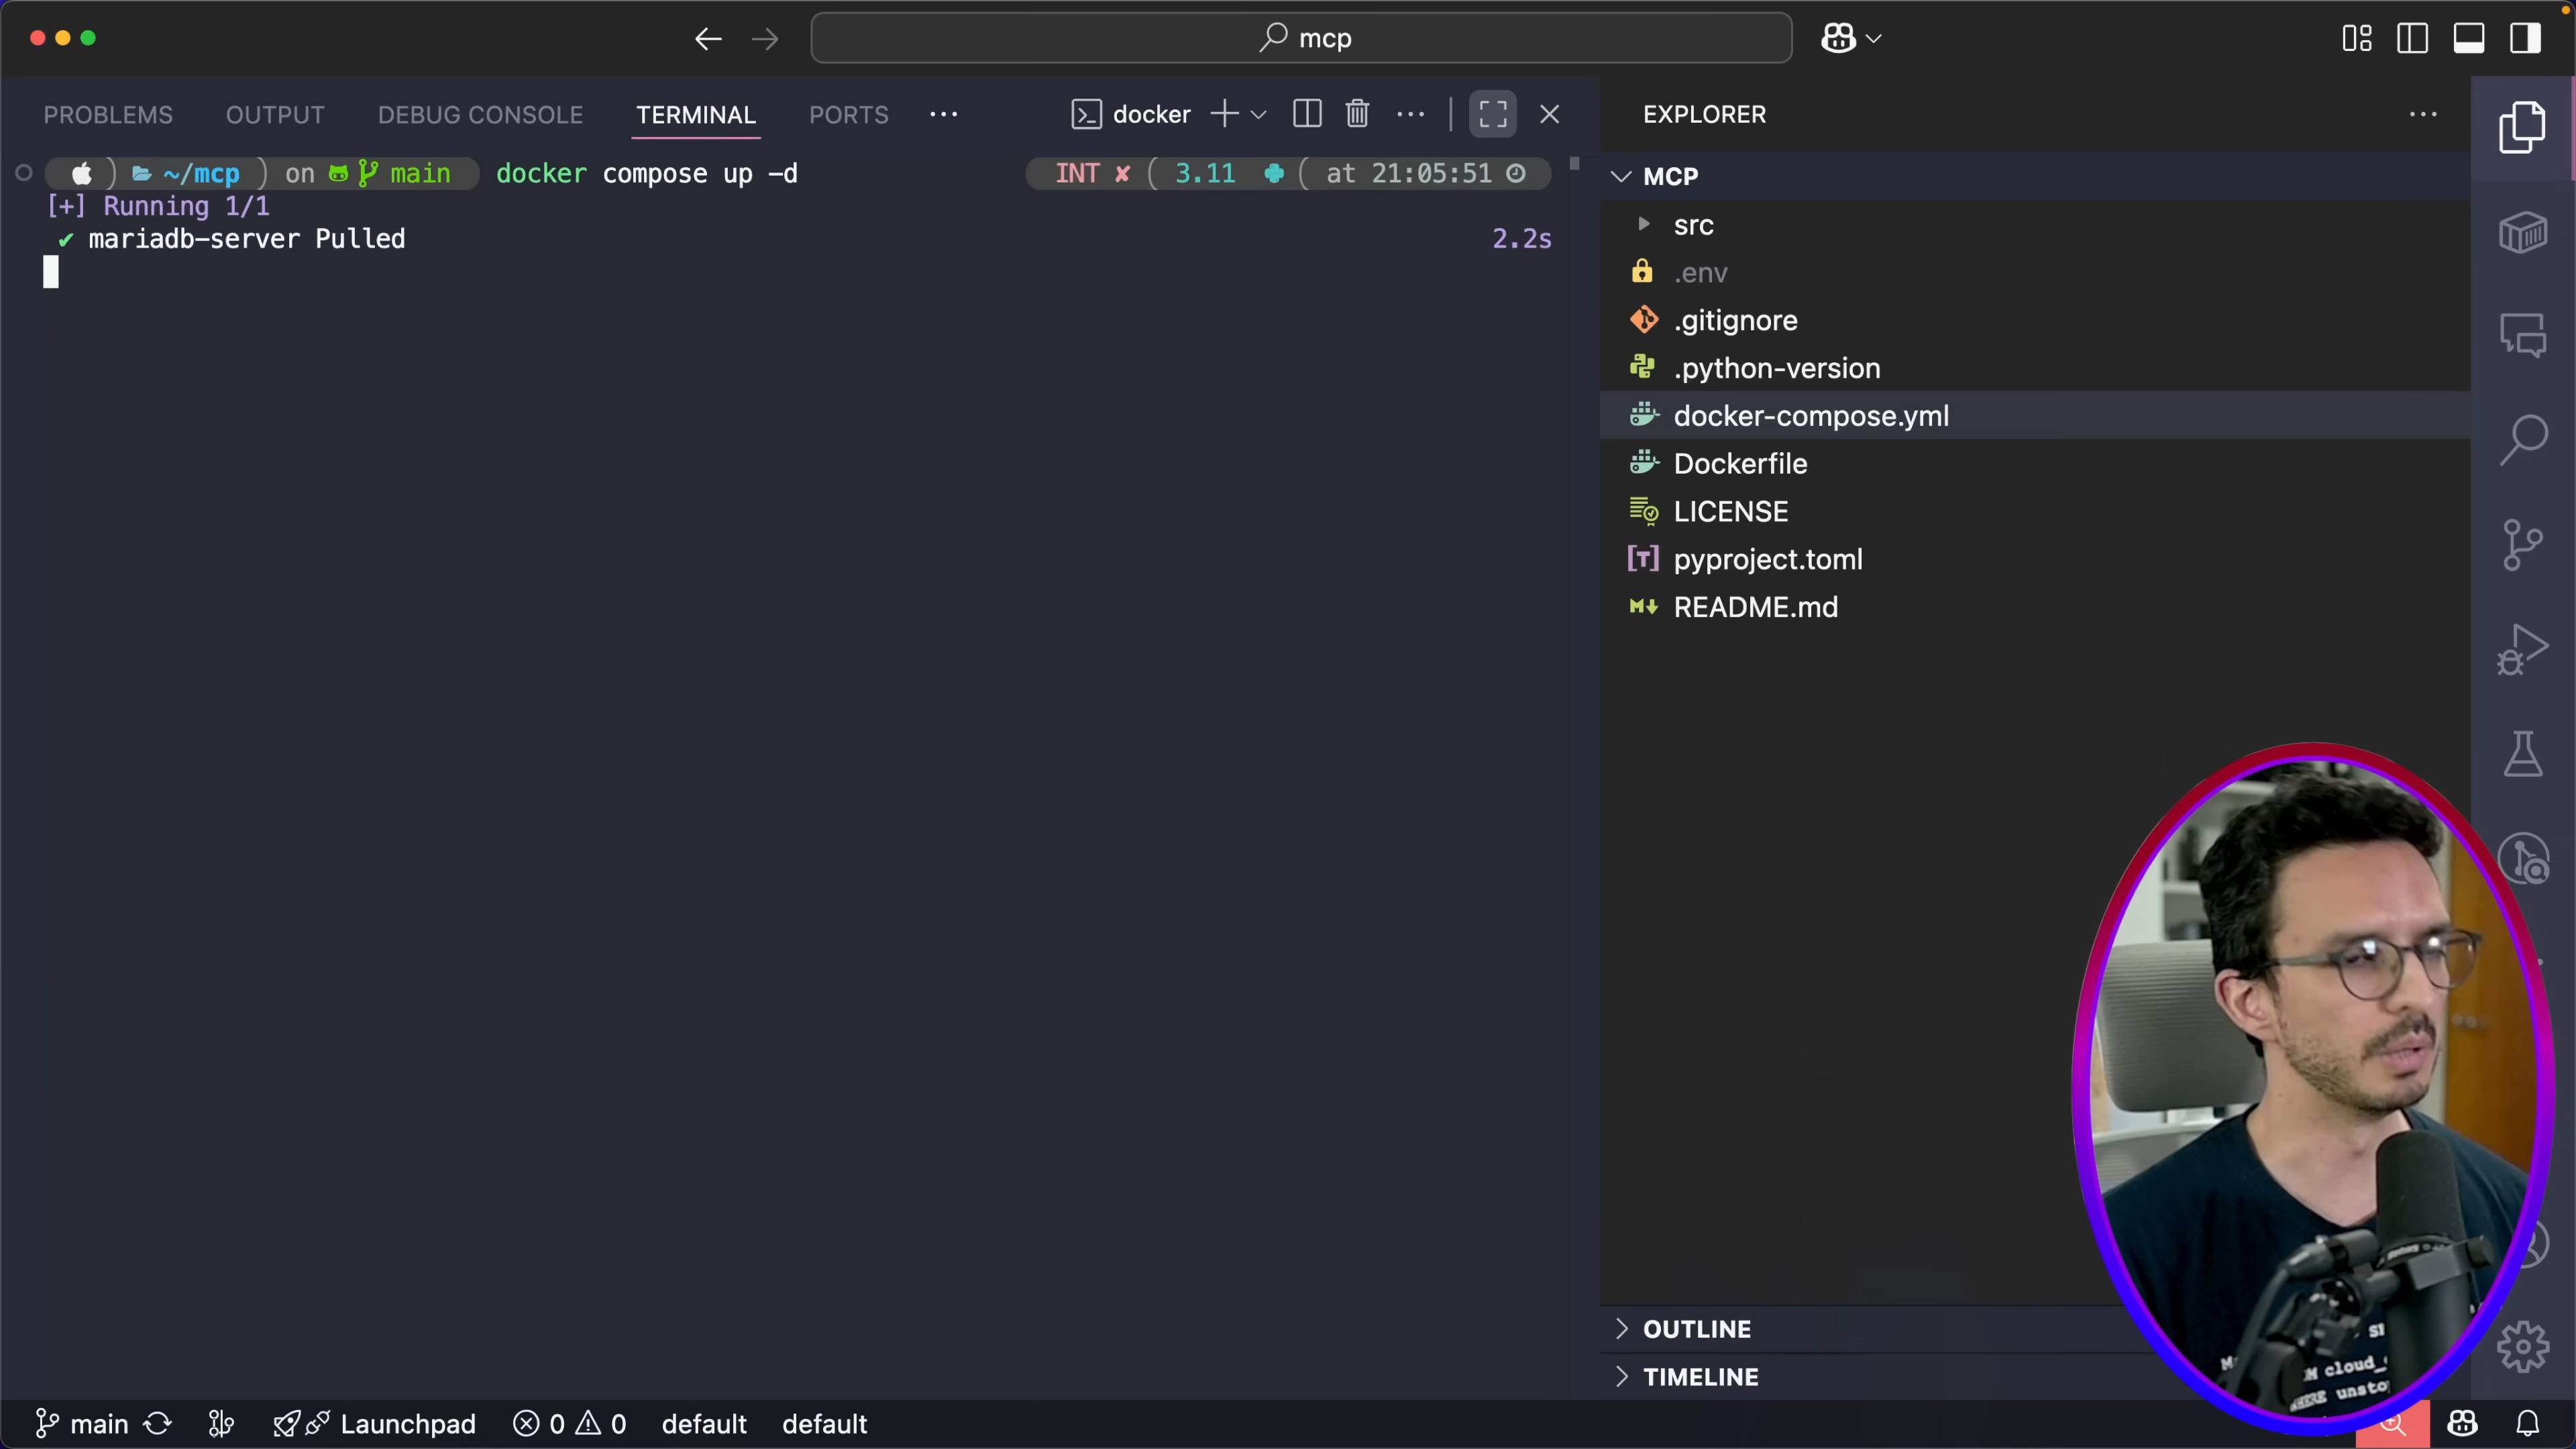 mcp
PROBLEMS OUTPUT DEBUG CONSOLE TERMINAL PORTS ··· docker
~/mcp on main docker compose up -d INT ✘ 3.11 at 21:05:51
[+] Running 1/1
✔ mariadb-server Pulled 2.2s
EXPLORER
MCP
src
.env
.gitignore
.python-version
docker-compose.yml
Dockerfile
LICENSE
pyproject.toml
README.md
OUTLINE
TIMELINE
cloud_
unsto
main Launchpad 0 0 default default